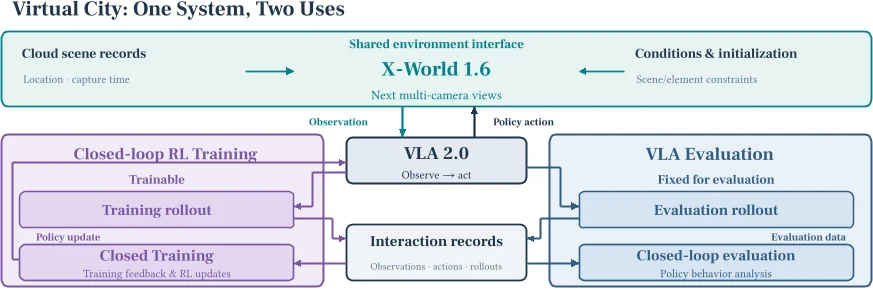 Virtual City: One System, Two Uses
Shared environment interface
Cloud scene records
Conditions & initialization
X-World 1.6
Location · capture time
Scene/element constraints
Next multi-camera views
Observation
Policy action
Closed-loop RL Training
VLA 2.0
VLA Evaluation
Observe → act
Trainable
Fixed for evaluation
Training rollout
Evaluation rollout
Policy update
Interaction records
Evaluation data
Closed Training
Closed-loop evaluation
Observations · actions · rollouts
Training feedback & RL updates
Policy behavior analysis